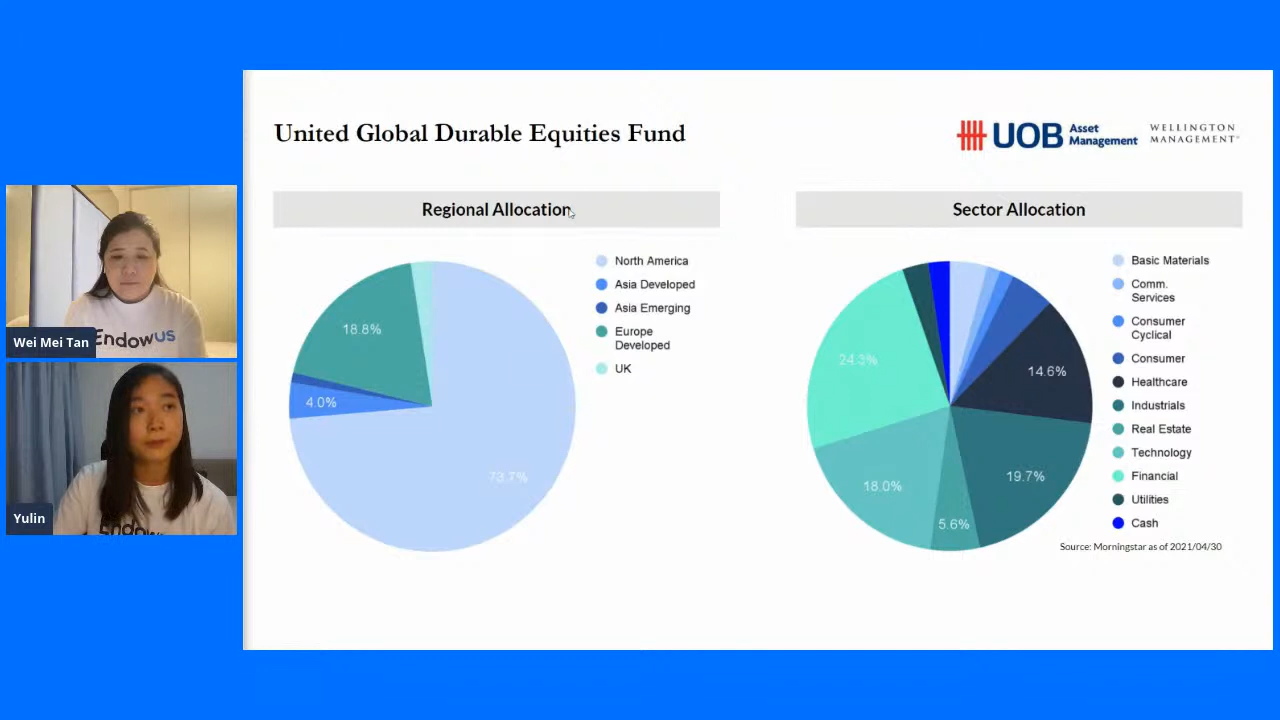 United Global Durable Equities Fund
UOB Asset Management
WELLINGTON MANAGEMENT
Regional Allocation
North America
Asia Developed
Asia Emerging
Europe
Developed
UK
18.8%
4.0%
73.7%
Sector Allocation
Basic Materials
Comm.
Services
Consumer
Cyclical
Consumer
Healthcare
Industrials
Real Estate
Technology
Financial
Utilities
Cash
24.3%
14.6%
18.0%
19.7%
5.6%
Source: Morningstar as of 2021/04/30
Endowus
Wei Mei Tan
Endowus
Yulin